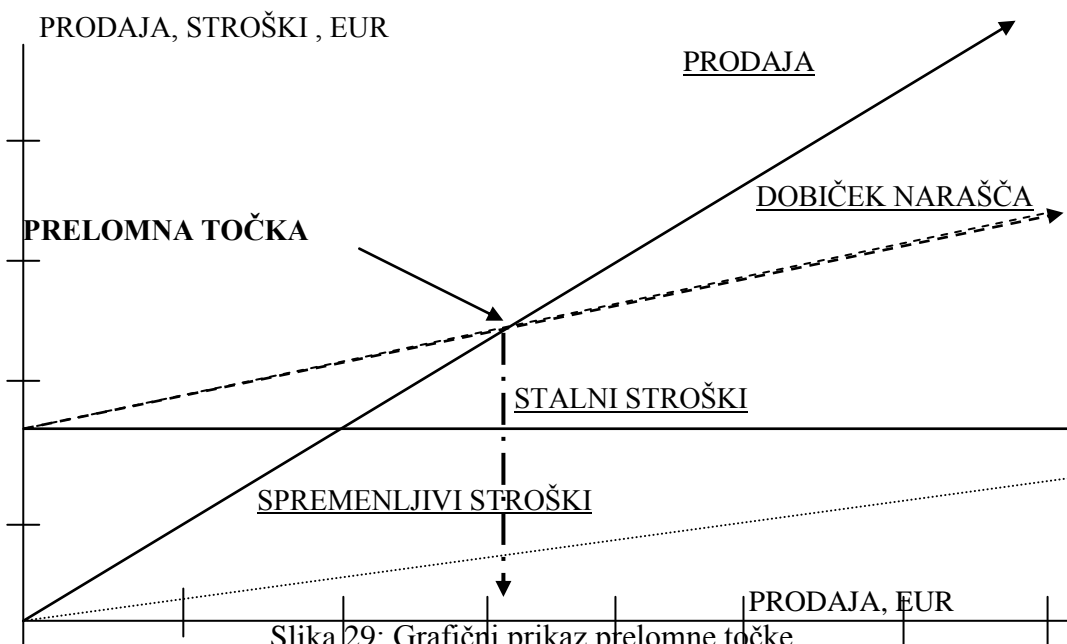 PRODAJA, STROŠKI , EUR
PRODAJA
DOBIČEK NARAŠČA
PRELOMNA TOČKA
STALNI STROŠKI
SPREMENLJIVI STROŠKI
PRODAJA, EUR
Slika 29: Grafični prikaz prelomne točke